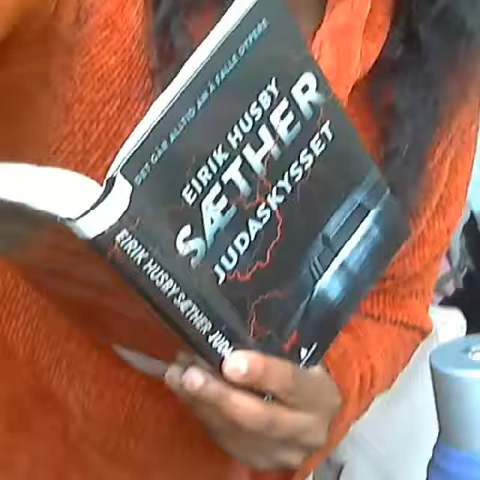 DET GÅR ALLTID AN Å FALLE DYPERE
EIRIK HUSBY
SÆTHER
JUDASKYSSET
EIRIK HUSBY SÆTHER